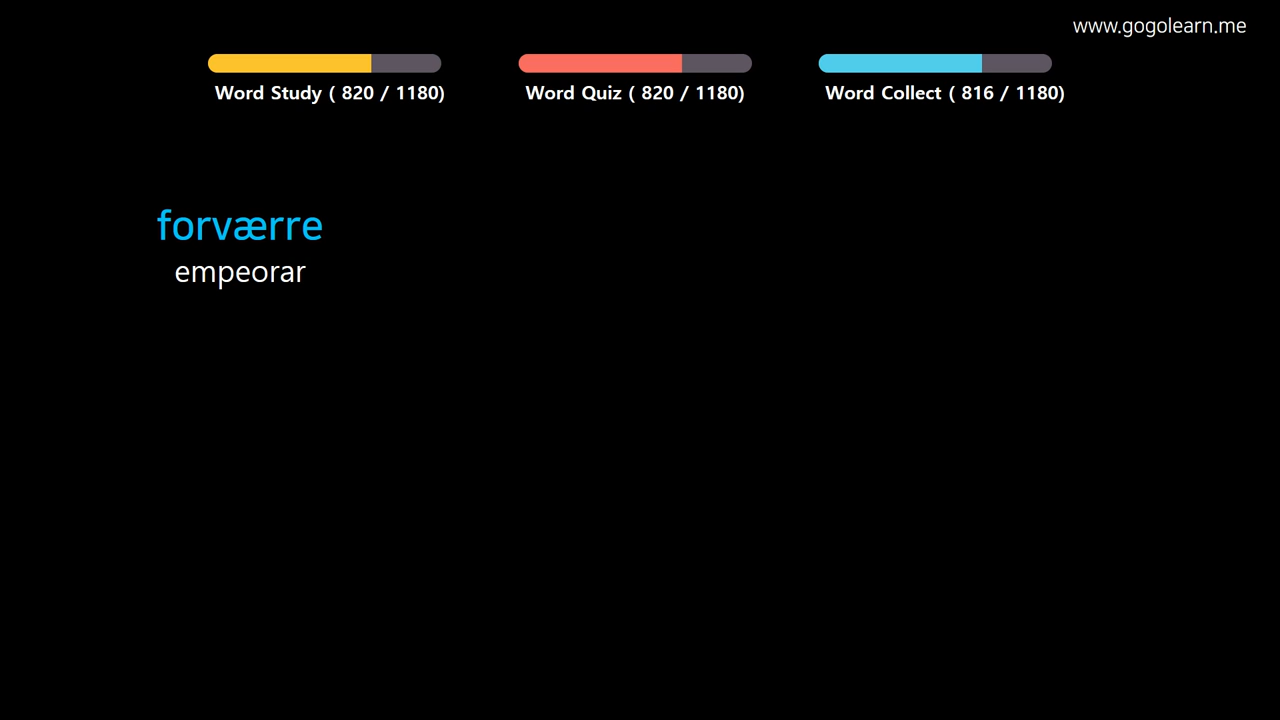 www.gogolearn.me
Word Study ( 820 / 1180)
Word Quiz ( 820 / 1180)
Word Collect ( 816 / 1180)
forværre
empeorar